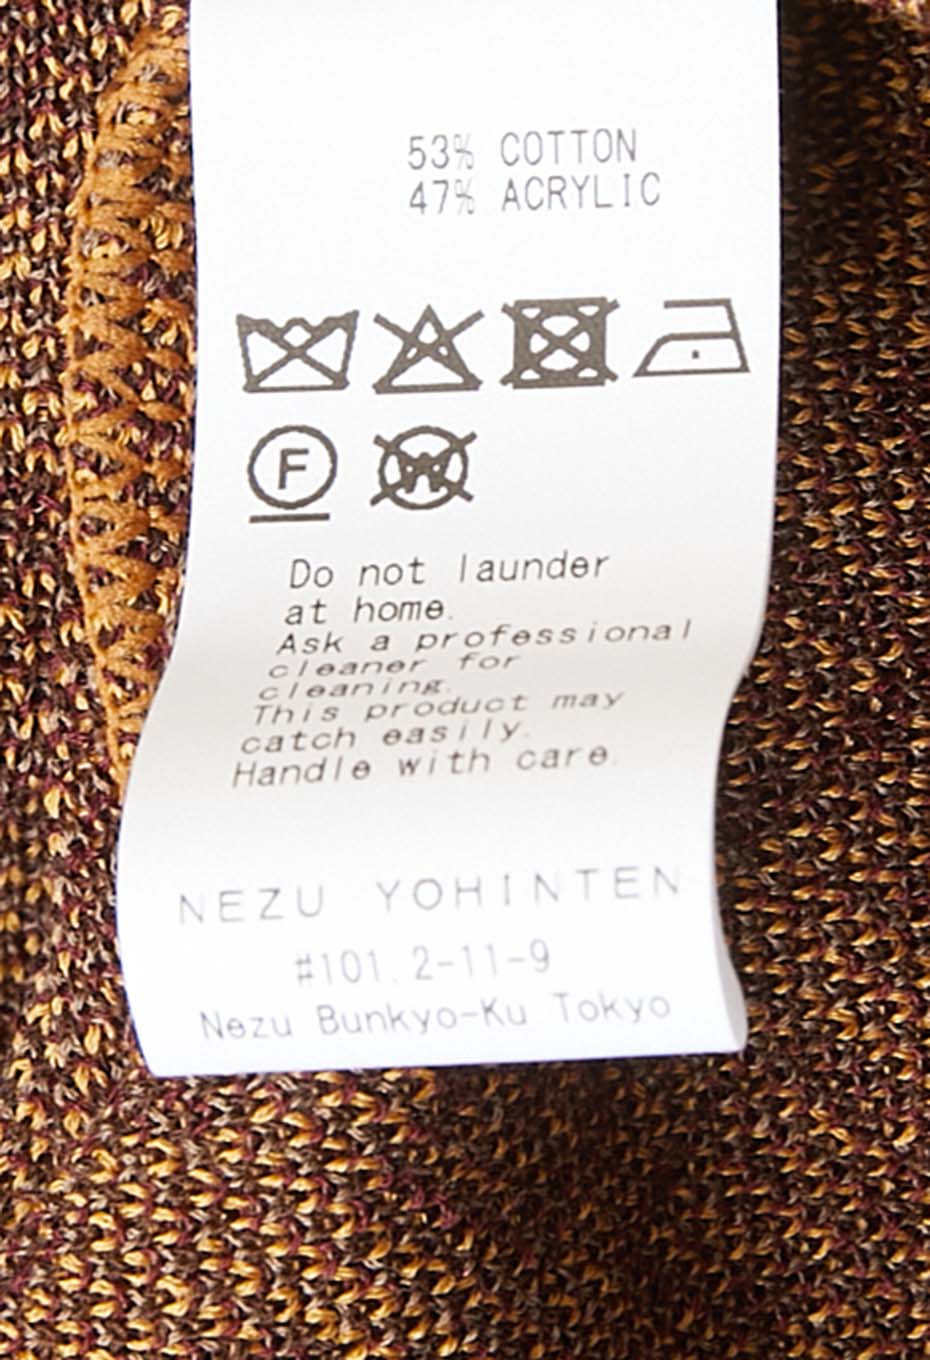 53% COTTON
47% ACRYLIC
F W
Do not launder
at home.
Ask a professional
cleaner for
cleaning.
This product may
catch easily.
Handle with care.
NEZU YOHINTEN
#101.2-11-9
Nezu Bunkyo-Ku Tokyo